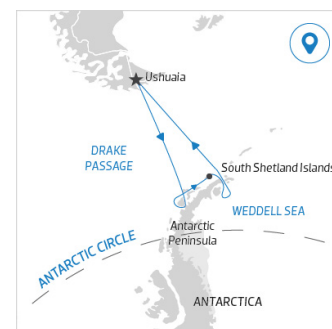 Ushuaia
DRAKE
PASSAGE
South Shetland Islands
WEDDELL SEA
Antarctic
Peninsula
ANTARCTIC CIRCLE
ANTARCTICA